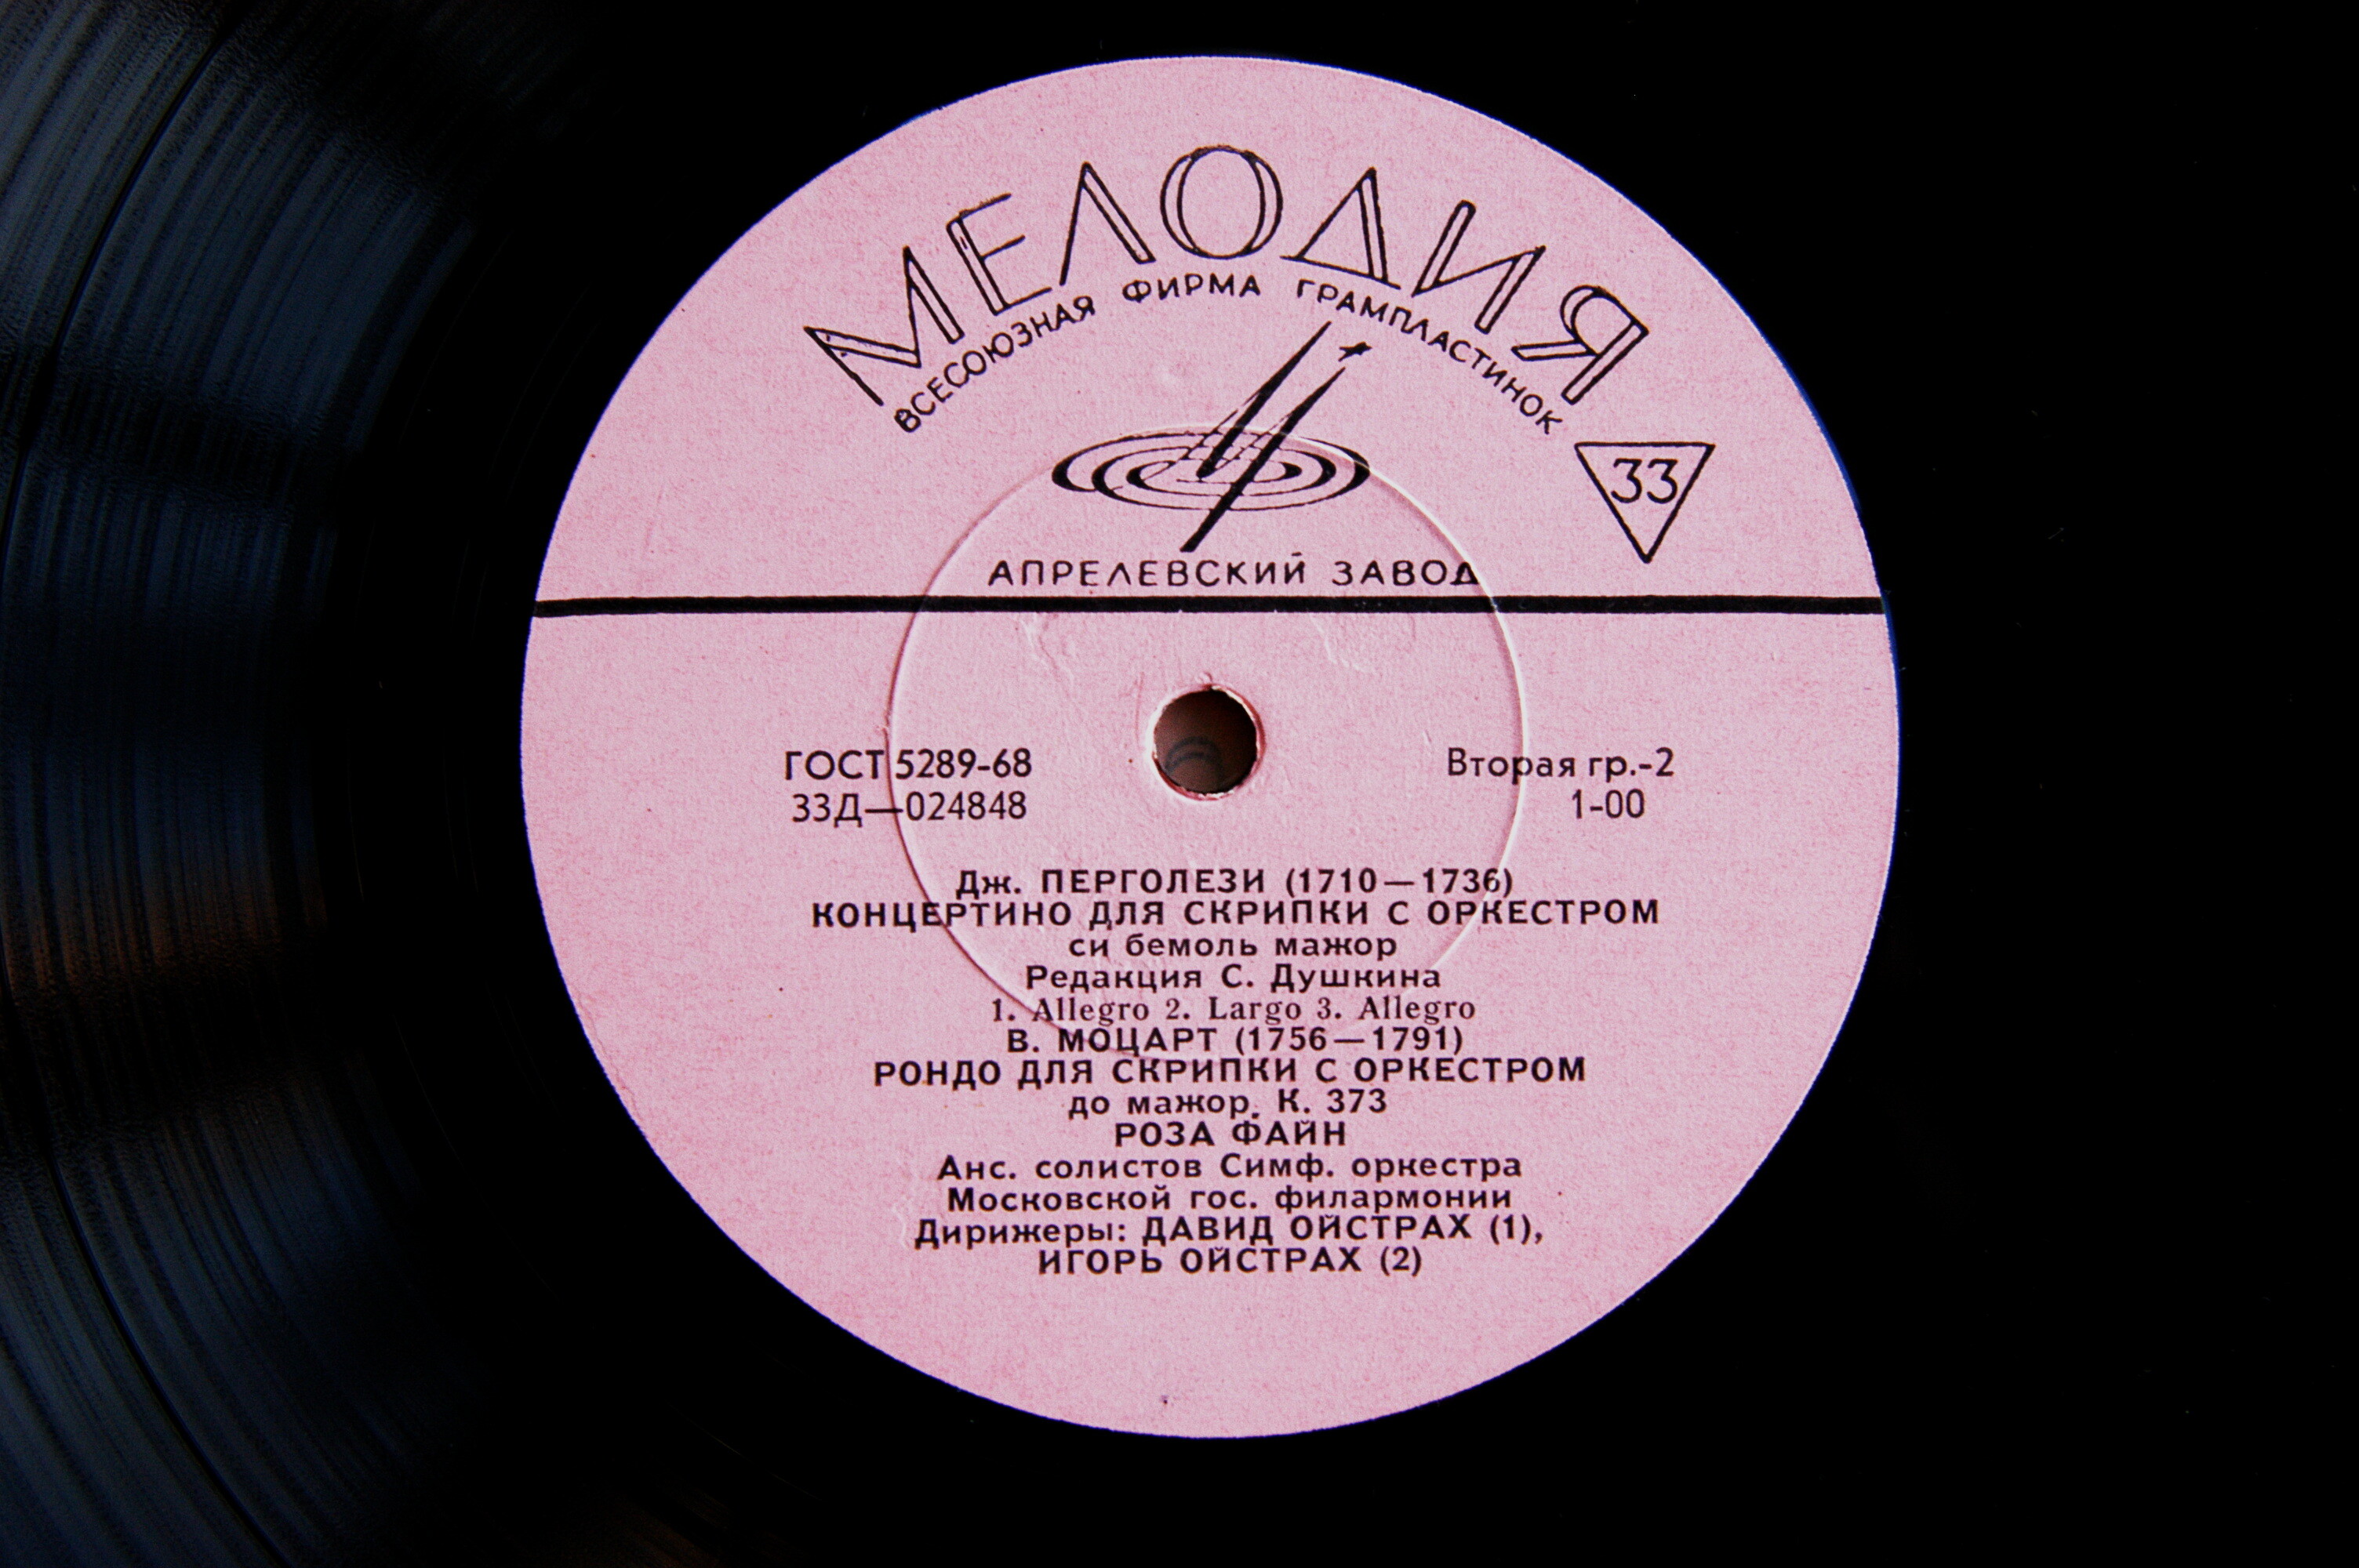 МЕЛОДИЯ
ВСЕСОЮЗНАЯ ФИРМА ГРАМПЛАСТИНОК
33
АПРЕЛЕВСКИЙ ЗАВОД
ГОСТ 5289-68
33Д—024848
Вторая гр.-2
1-00
Дж. ПЕРГОЛЕЗИ (1710—1736)
КОНЦЕРТИНО ДЛЯ СКРИПКИ С ОРКЕСТРОМ
си бемоль мажор
Редакция С. Душкина
1. Allegro 2. Largo 3. Allegro
В. МОЦАРТ (1756—1791)
РОНДО ДЛЯ СКРИПКИ С ОРКЕСТРОМ
до мажор, К. 373
РОЗА ФАЙН
Анс. солистов Симф. оркестра
Московской гос. филармонии
Дирижеры: ДАВИД ОЙСТРАХ (1),
ИГОРЬ ОЙСТРАХ (2)